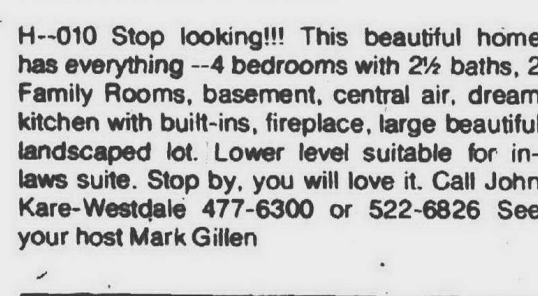 H--010 Stop looking!!! This beautiful home
has everything --4 bedrooms with 2½ baths, 2
Family Rooms, basement, central air, dream
kitchen with built-ins, fireplace, large beautiful
landscaped lot. Lower level suitable for in-
laws suite. Stop by, you will love it. Call John
Kare-Westdale 477-6300 or 522-6826 See
your host Mark Gillen